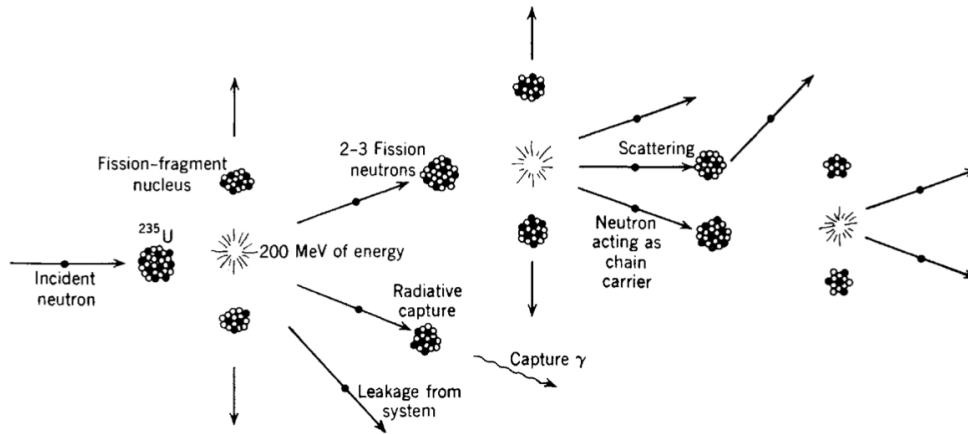 Fission-fragment
nucleus
2-3 Fission
neutrons
Scattering
²³⁵U
200 MeV of energy
Incident
neutron
Neutron
acting as
chain
carrier
Radiative
capture
Capture γ
Leakage from
system